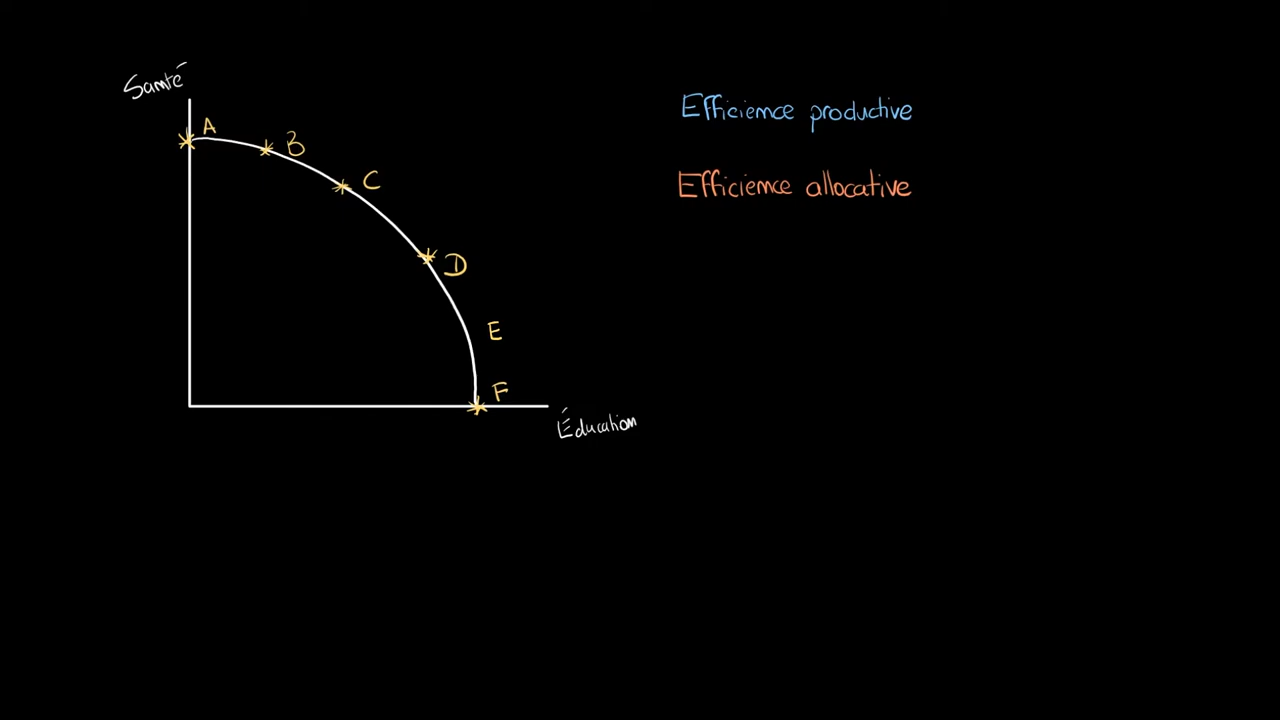 Santé
A
B
C
D
E
F
Éducation
Efficience productive
Efficience allocative